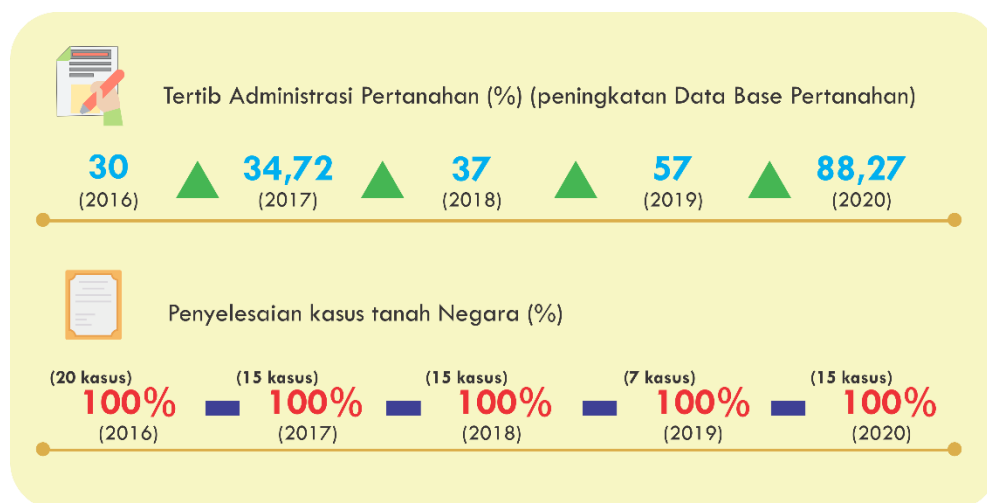 Tertib Administrasi Pertanahan (%) (peningkatan Data Base Pertanahan)
30 34,72 37 57 88,27
(2016) (2017) (2018) (2019) (2020)
Penyelesaian kasus tanah Negara (%)
(20 kasus) (15 kasus) (15 kasus) (7 kasus) (15 kasus)
100% 100% 100% 100% 100%
(2016) (2017) (2018) (2019) (2020)